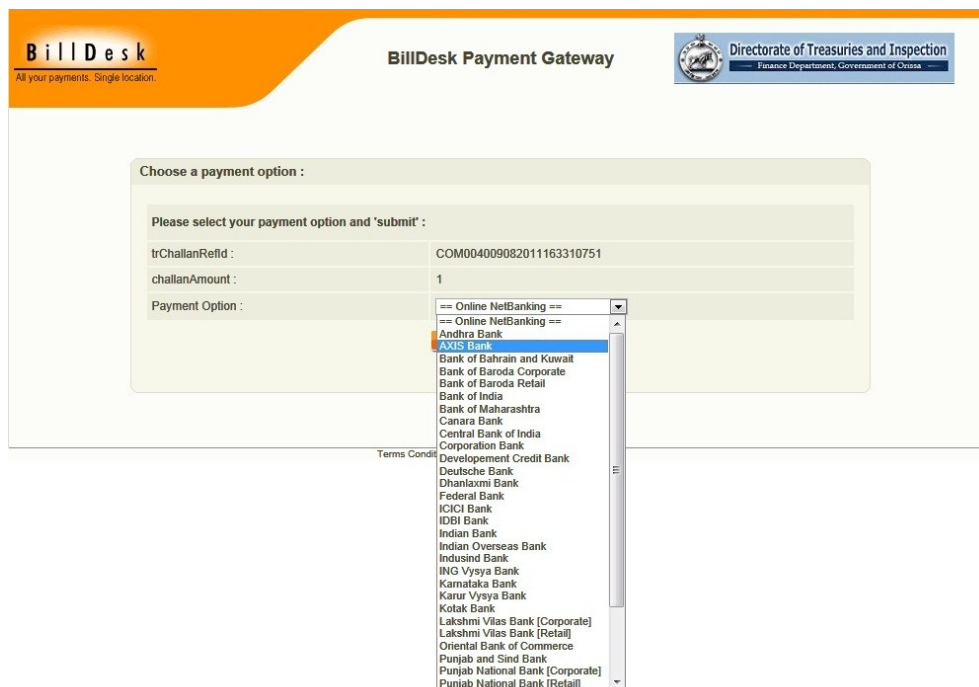 BillDesk
All your payments. Single location.
BillDesk Payment Gateway
Directorate of Treasuries and Inspection
Finance Department, Government of Orissa
Choose a payment option :
Please select your payment option and 'submit' :
trChallanRefId : COM004009082011163310751
challanAmount : 1
Payment Option : == Online NetBanking ==
== Online NetBanking ==
Andhra Bank
AXIS Bank
Bank of Bahrain and Kuwait
Bank of Baroda Corporate
Bank of Baroda Retail
Bank of India
Bank of Maharashtra
Canara Bank
Central Bank of India
Corporation Bank
Terms Condit
Developement Credit Bank
Deutsche Bank
Dhanlaxmi Bank
Federal Bank
ICICI Bank
IDBI Bank
Indian Bank
Indian Overseas Bank
Indusind Bank
ING Vysya Bank
Karnataka Bank
Karur Vysya Bank
Kotak Bank
Lakshmi Vilas Bank [Corporate]
Lakshmi Vilas Bank [Retail]
Oriental Bank of Commerce
Punjab and Sind Bank
Punjab National Bank [Corporate]
Punjab National Bank [Retail]